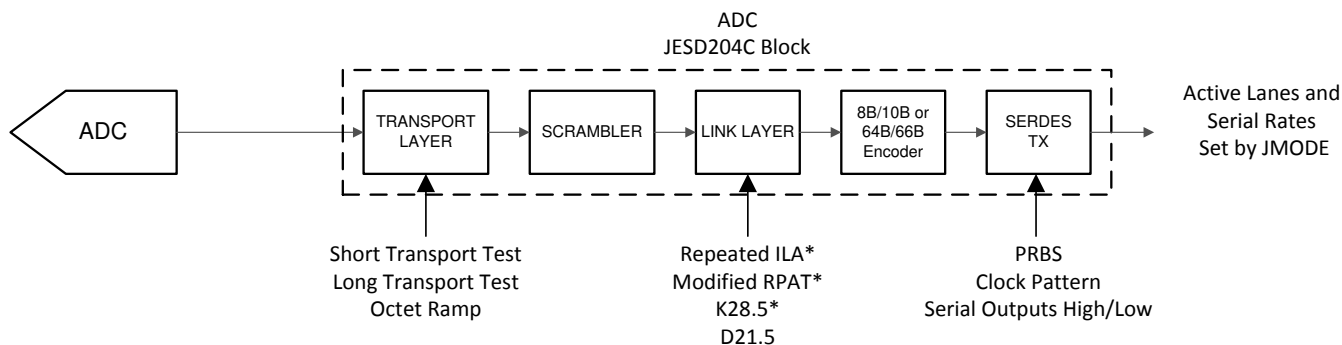 ADC
JESD204C Block
ADC
TRANSPORT
LAYER
SCRAMBLER
LINK LAYER
8B/10B or
64B/66B
Encoder
SERDES
TX
Active Lanes and
Serial Rates
Set by JMODE
Short Transport Test
Long Transport Test
Octet Ramp
Repeated ILA*
Modified RPAT*
K28.5*
D21.5
PRBS
Clock Pattern
Serial Outputs High/Low